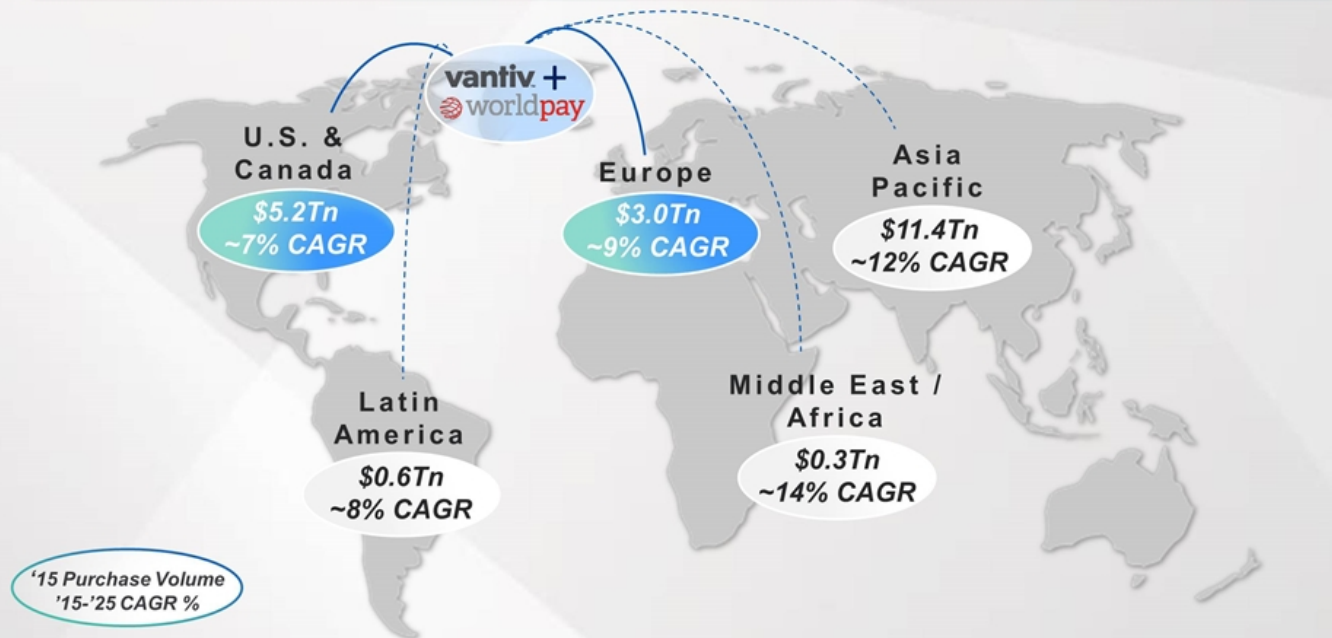 vantiv +
worldpay
U.S. &
Canada
$5.2Tn
~7% CAGR
Europe
$3.0Tn
~9% CAGR
Asia
Pacific
$11.4Tn
~12% CAGR
Latin
America
$0.6Tn
~8% CAGR
Middle East /
Africa
$0.3Tn
~14% CAGR
‘15 Purchase Volume
’15-’25 CAGR %